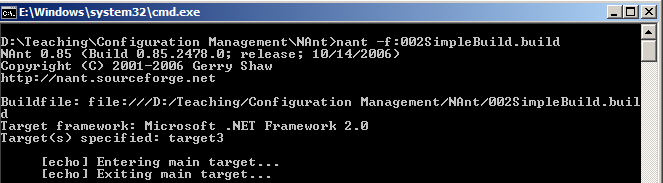 E:\Windows\system32\cmd.exe
D:\Teaching\Configuration Management\NAnt>nant -f:002SimpleBuild.build
NAnt 0.85 (Build 0.85.2478.0; release; 10/14/2006)
Copyright (C) 2001-2006 Gerry Shaw
http://nant.sourceforge.net
Buildfile: file:///D:/Teaching/Configuration Management/NAnt/002SimpleBuild.buil
d
Target framework: Microsoft .NET Framework 2.0
Target(s) specified: target3
[echo] Entering main target...
[echo] Exiting main target...